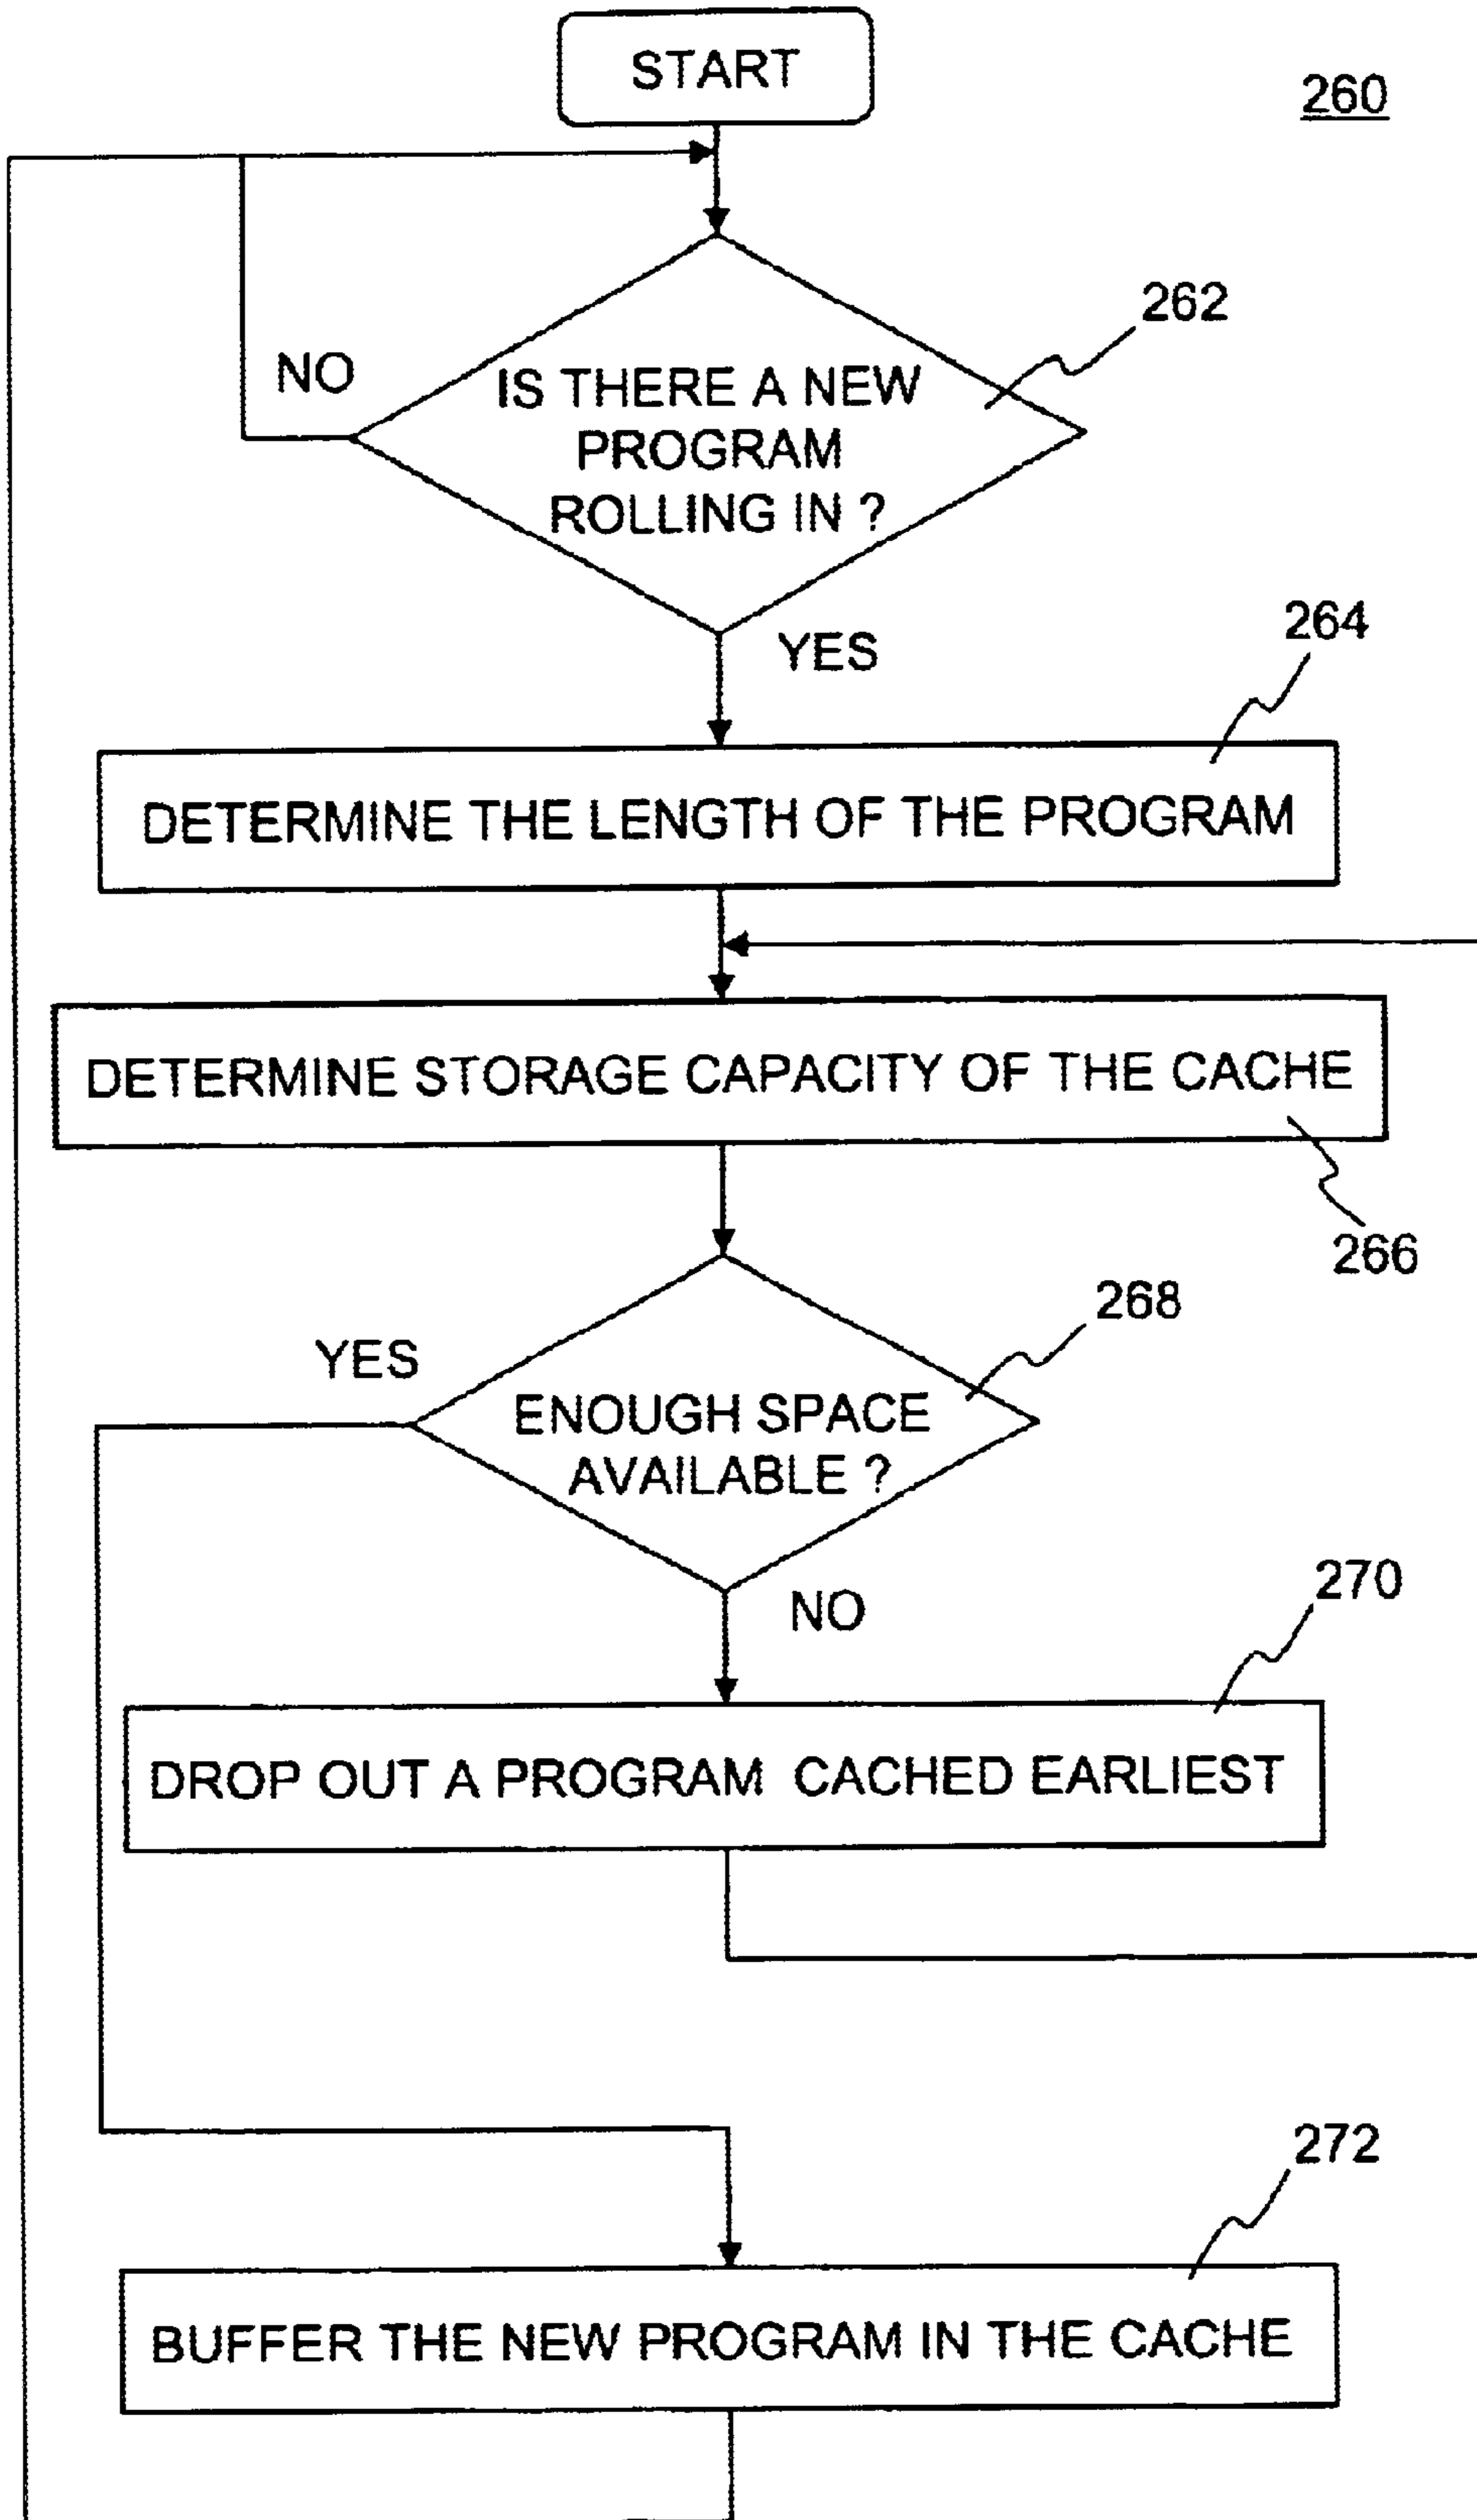 START
260
262
NO
IS THERE A NEW
PROGRAM
ROLLING IN ?
YES
264
DETERMINE THE LENGTH OF THE PROGRAM
DETERMINE STORAGE CAPACITY OF THE CACHE
266
268
YES
ENOUGH SPACE
AVAILABLE ?
NO
270
DROP OUT A PROGRAM CACHED EARLIEST
272
BUFFER THE NEW PROGRAM IN THE CACHE